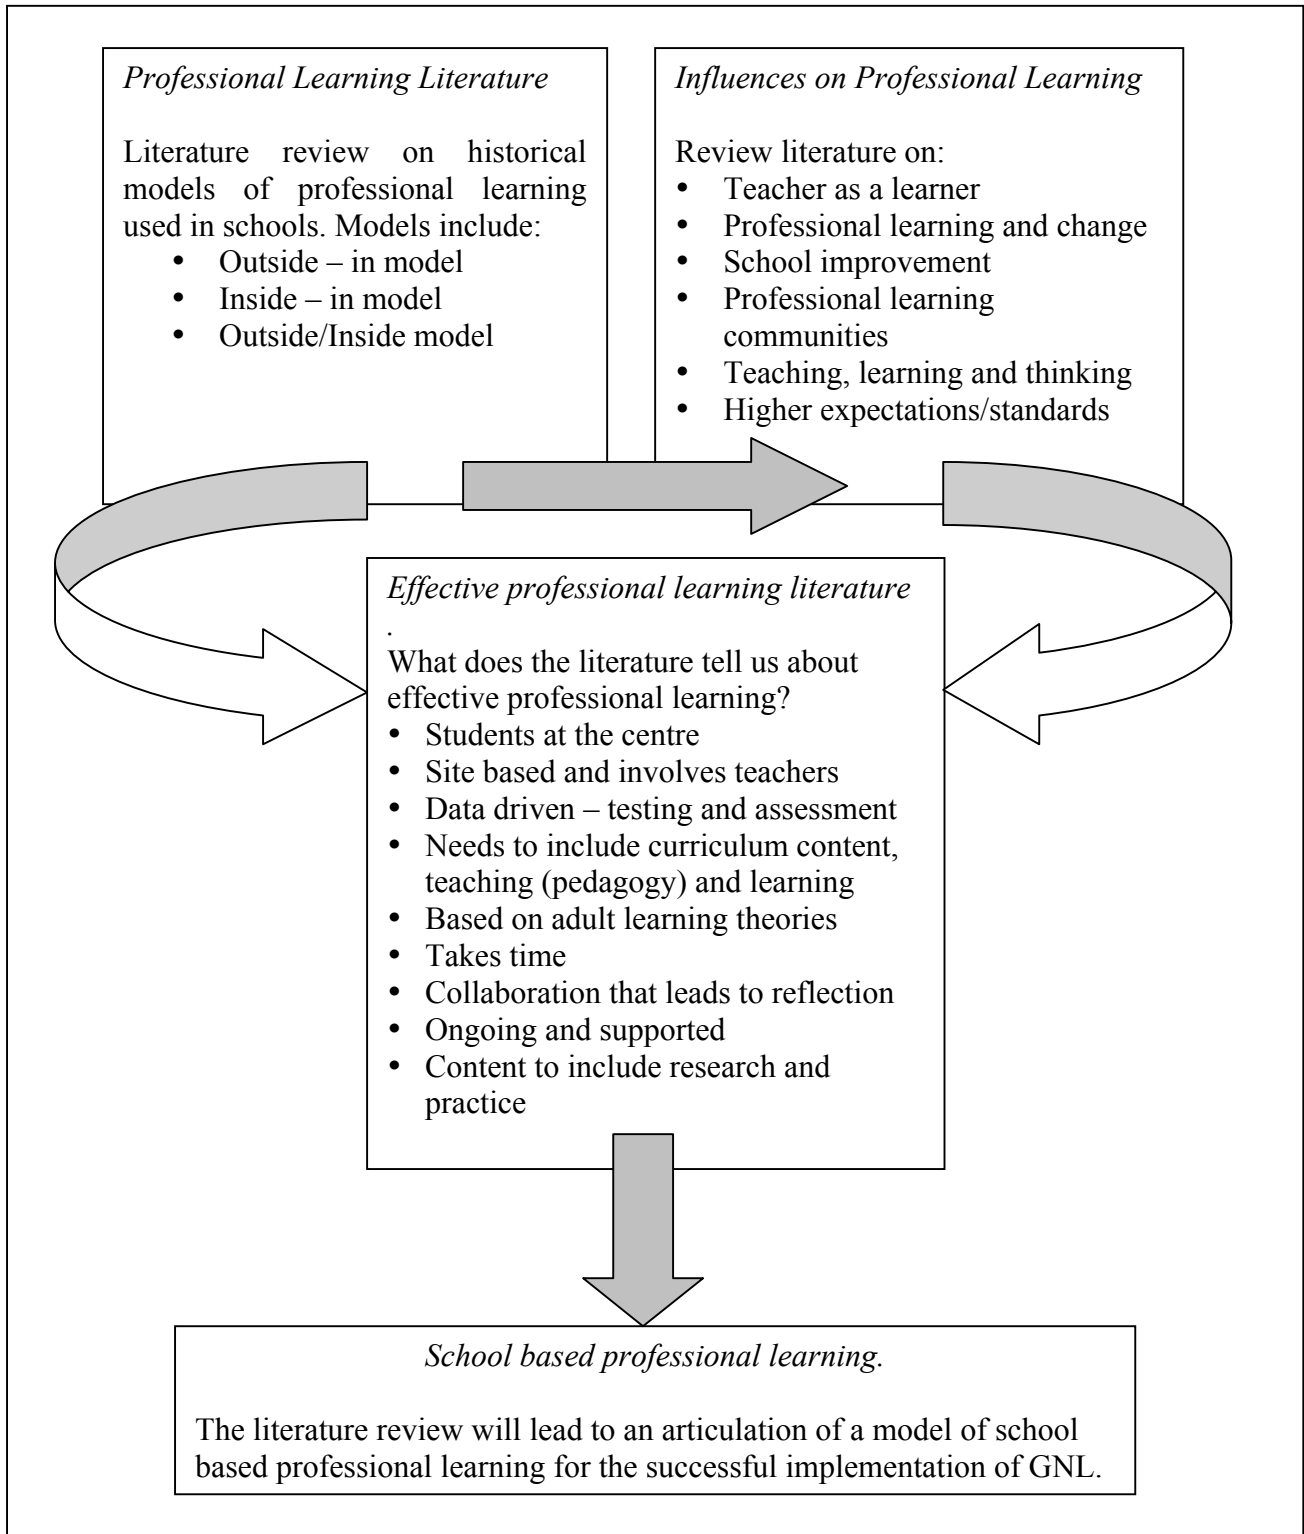 Professional Learning Literature
Literature review on historical
models of professional learning
used in schools. Models include:
• Outside – in model
• Inside – in model
• Outside/Inside model
Influences on Professional Learning
Review literature on:
• Teacher as a learner
• Professional learning and change
• School improvement
• Professional learning
communities
• Teaching, learning and thinking
• Higher expectations/standards
Effective professional learning literature
.
What does the literature tell us about
effective professional learning?
• Students at the centre
• Site based and involves teachers
• Data driven – testing and assessment
• Needs to include curriculum content,
teaching (pedagogy) and learning
• Based on adult learning theories
• Takes time
• Collaboration that leads to reflection
• Ongoing and supported
• Content to include research and
practice
School based professional learning.
The literature review will lead to an articulation of a model of school
based professional learning for the successful implementation of GNL.